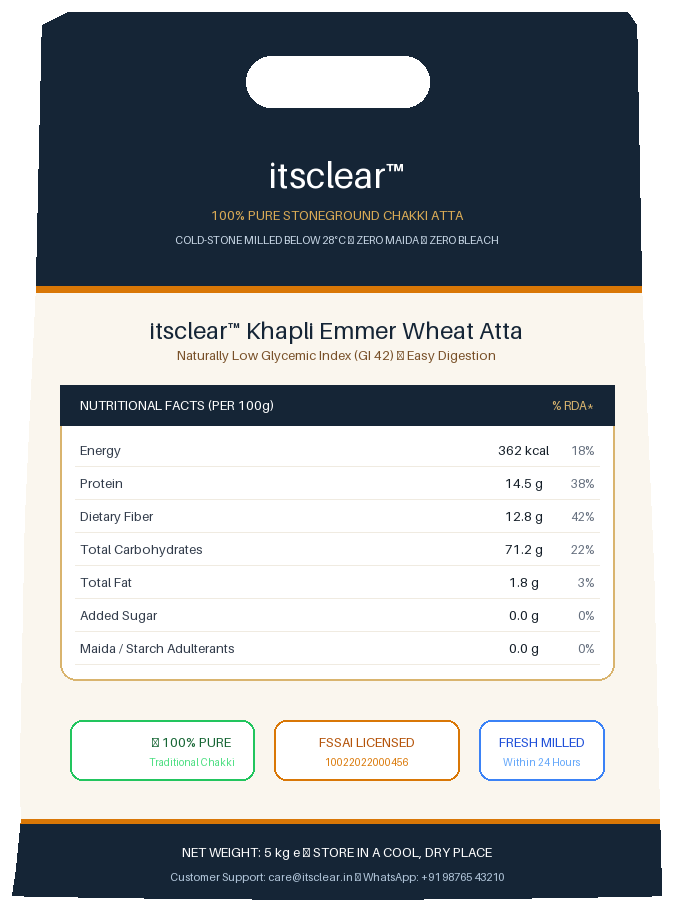 itsclear™
100% PURE STONEGROUND CHAKKI ATTA
COLD-STONE MILLED BELOW 28°C ZERO MAIDA ZERO BLEACH
itsclear™ Khapli Emmer Wheat Atta
Naturally Low Glycemic Index (GI 42) Easy Digestion
NUTRITIONAL FACTS (PER 100g) % RDA*
Energy 362 kcal 18%
Protein 14.5 g 38%
Dietary Fiber 12.8 g 42%
Total Carbohydrates 71.2 g 22%
Total Fat 1.8 g 3%
Added Sugar 0.0 g 0%
Maida / Starch Adulterants 0.0 g 0%
100% PURE FSSAI LICENSED FRESH MILLED
Traditional Chakki 10022022000456 Within 24 Hours
NET WEIGHT: 5 kg e STORE IN A COOL, DRY PLACE
Customer Support: care@itsclear.in WhatsApp: +91 98765 43210